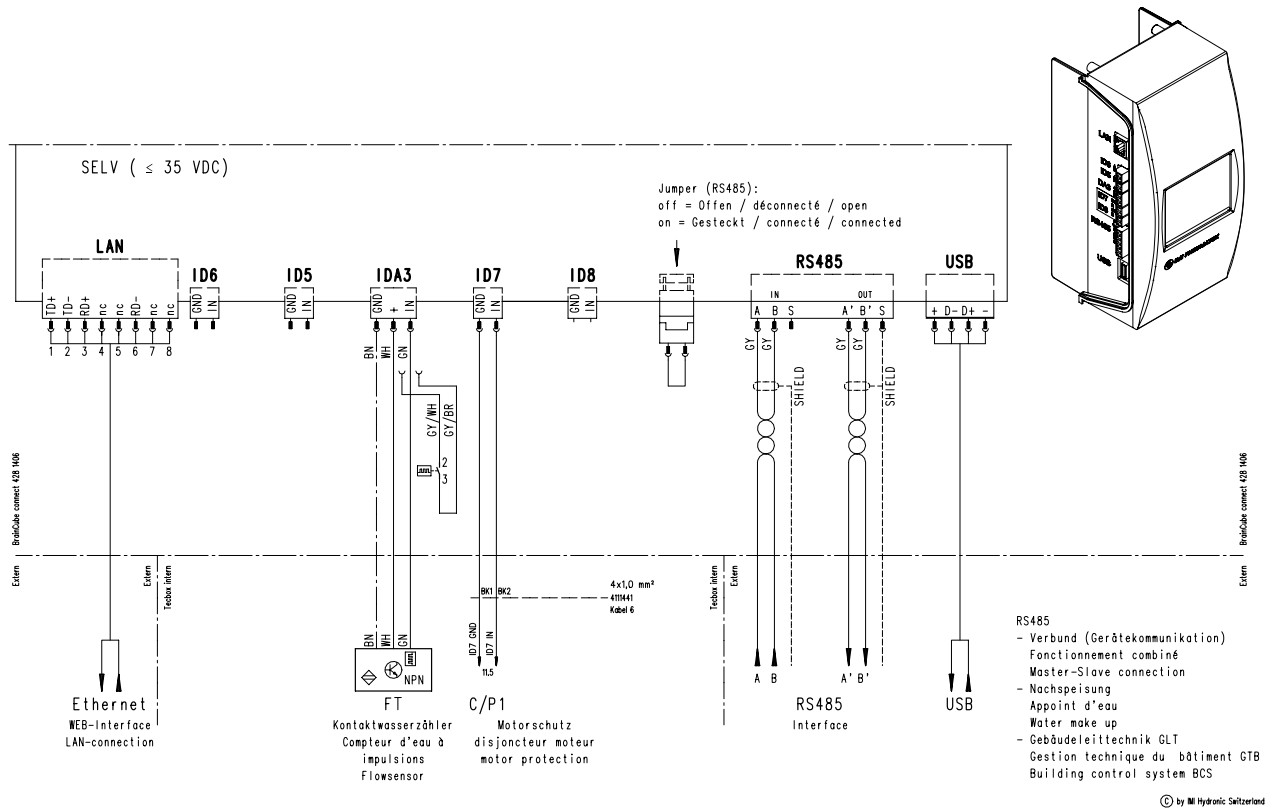 SELV ( ≤ 35 VDC)
Jumper (RS485):
off = Offen / déconnecté / open
on = Gesteckt / connecté / connected
LAN
ID6
ID5
IDA3
ID7
ID8
RS485
USB
TD+
TD-
RD+
nc
nc
RD-
nc
nc
GND
IN
GND
IN
GND
+
IN
GND
IN
GND
IN
IN
OUT
A B S
A' B' S
+ D- D+ -
1 2 3 4 5 6 7 8
BN
WH
GN
GY/WH
GY/BR
2
3
GY
GY
SHIELD
GY
GY
SHIELD
LAN
ID6
ID5
ID7
ID8
RS485
USB
BrainCube connect 428 1406
Extern
Extern
Tecbox intern
Tecbox intern
Extern
BrainCube connect 428 1406
Extern
BK1 BK2
4x1,0 mm²
4111441
Kabel 6
BN
WH
GN
NPN
ID7 GND
ID7 IN
11.5
Ethernet
WEB-Interface
LAN-connection
FT
Kontaktwasserzähler
Compteur d'eau à
impulsions
Flowsensor
C/P1
Motorschutz
disjoncteur moteur
motor protection
A B
A' B'
RS485
Interface
USB
RS485
- Verbund (Gerätekommunikation)
Fonctionnement combiné
Master-Slave connection
- Nachspeisung
Appoint d'eau
Water make up
- Gebäudeleittechnik GLT
Gestion technique du bâtiment GTB
Building control system BCS
© by IMI Hydronic Switzerland